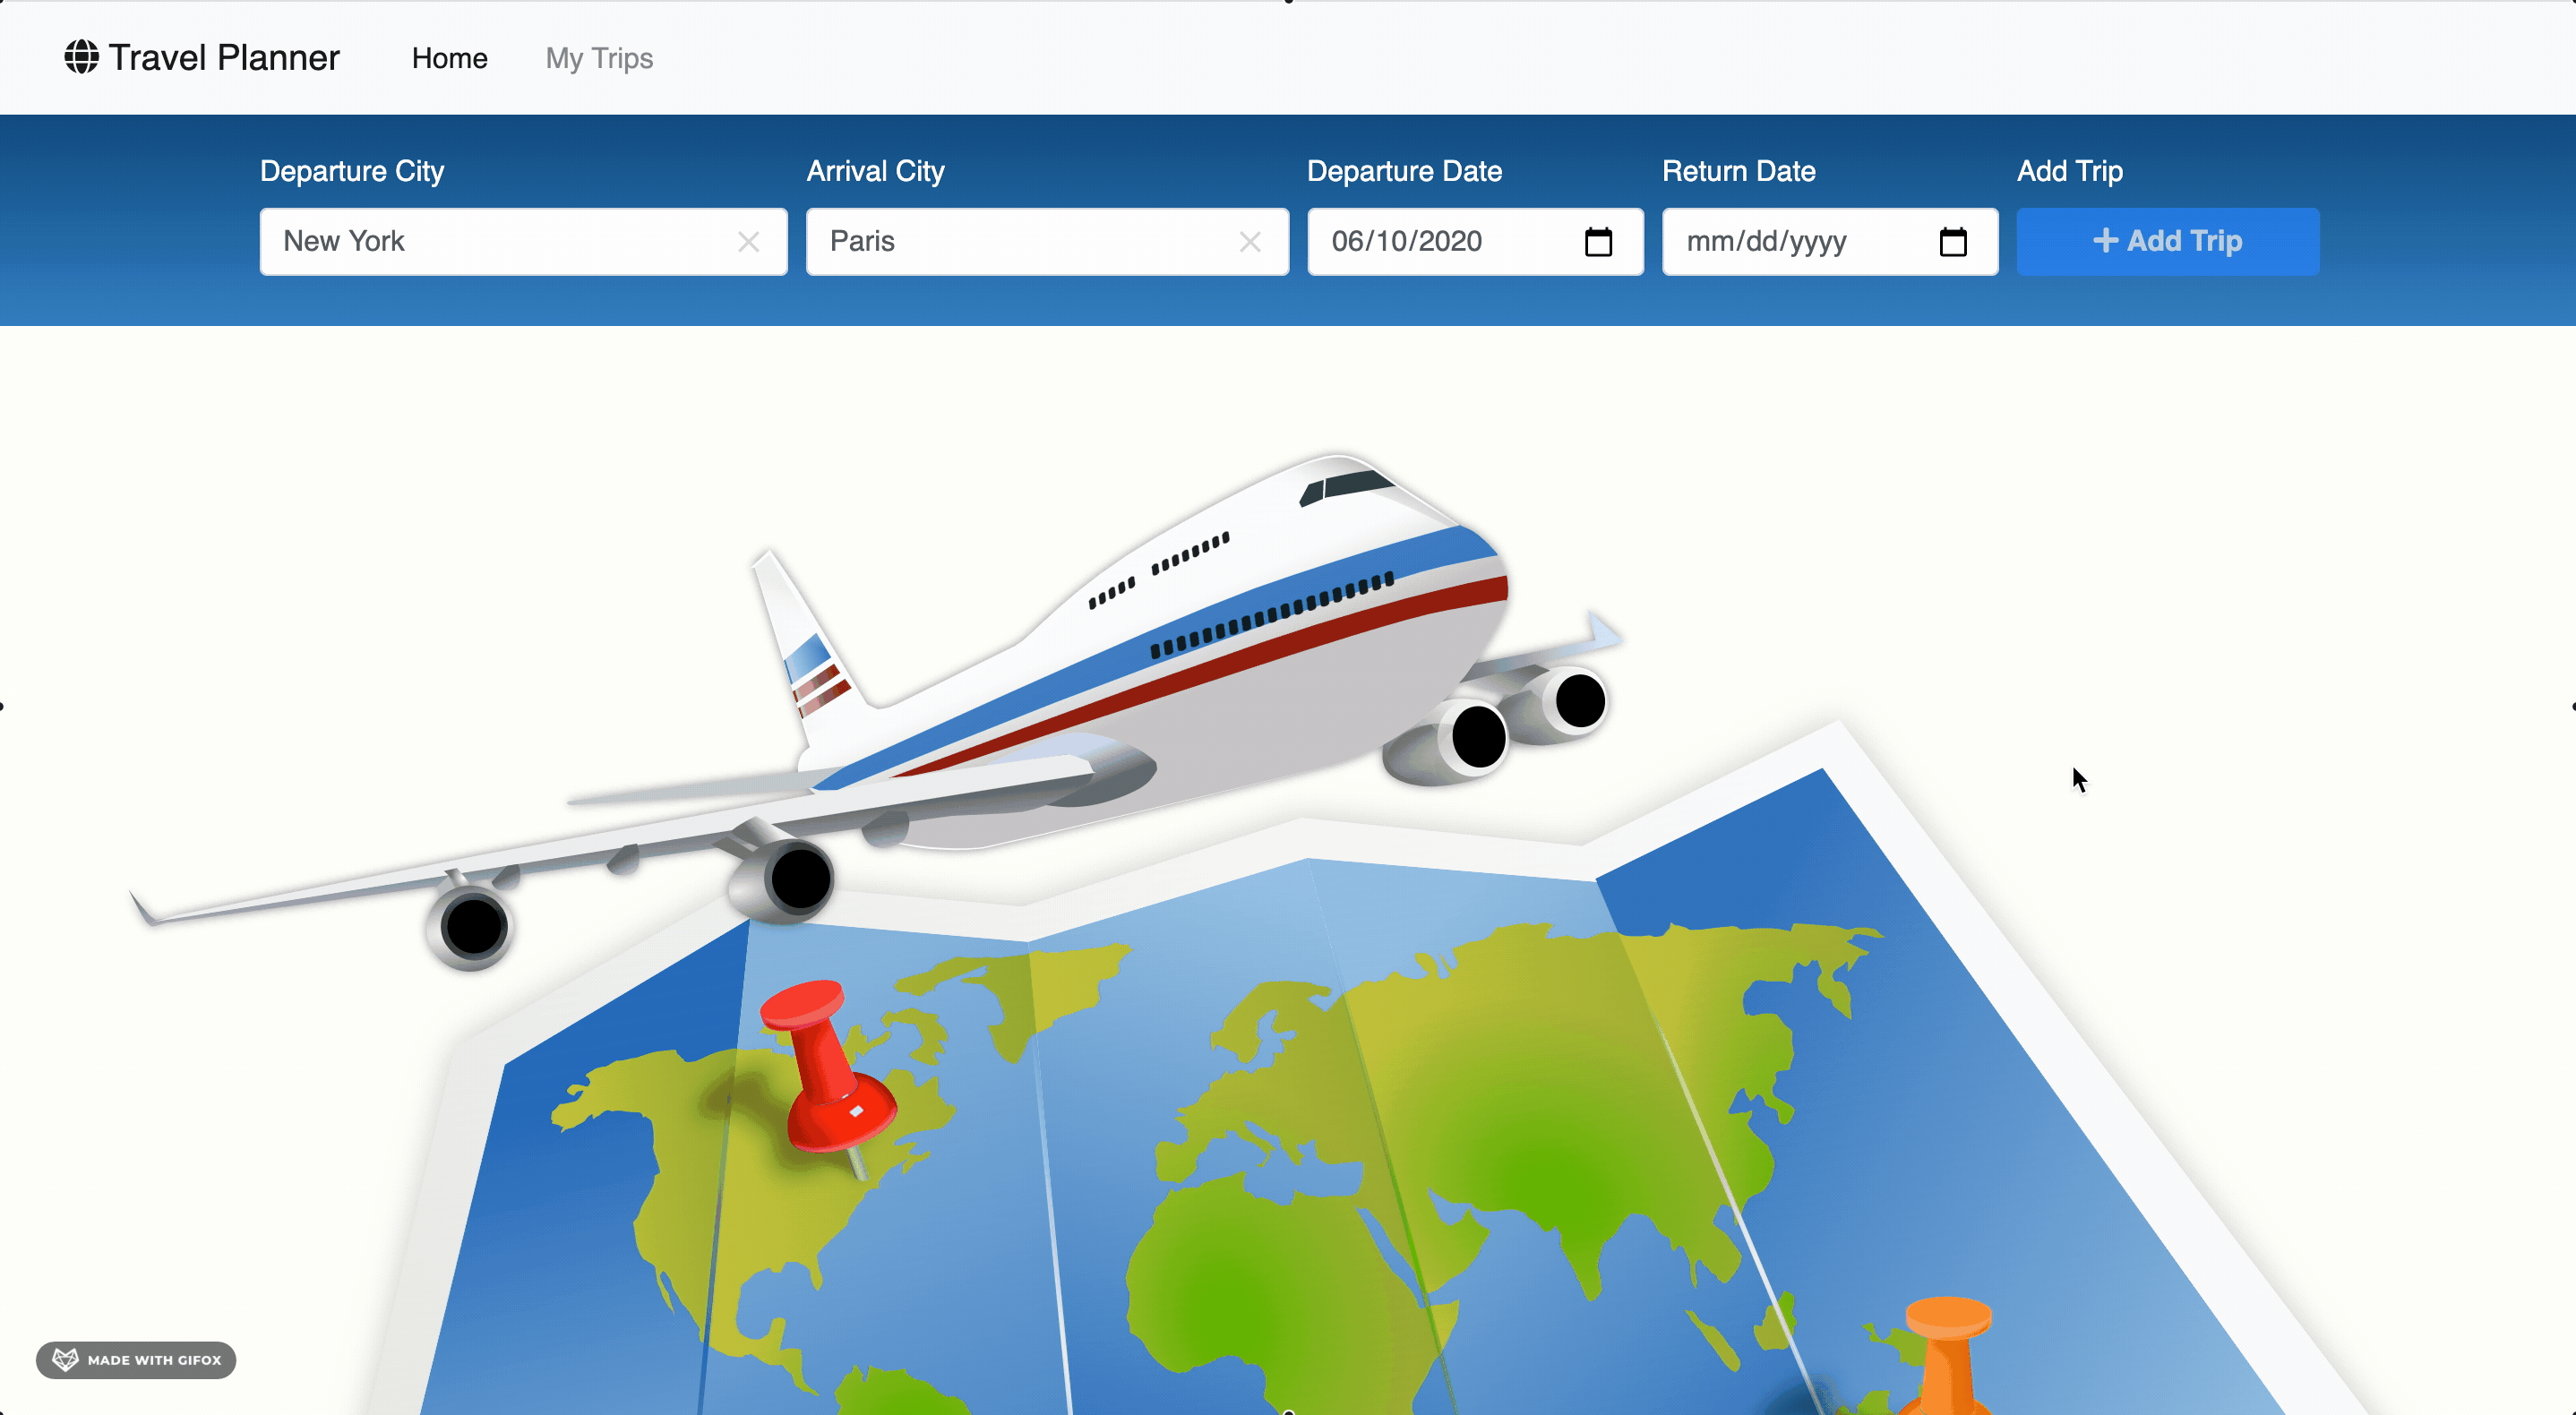 Travel Planner Home My Trips
Departure City Arrival City Departure Date Return Date Add Trip
New York Paris 06/10/2020 mm/dd/yyyy + Add Trip
MADE WITH GIFOX